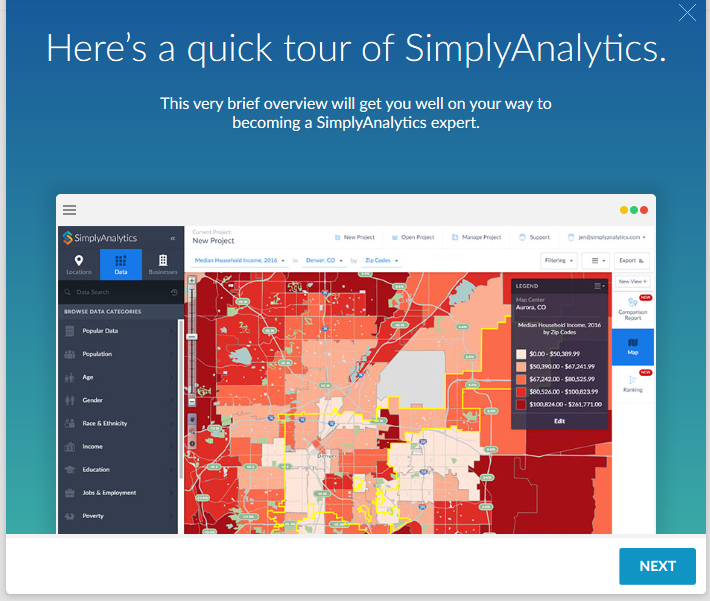 Here's a quick tour of SimplyAnalytics.
This very brief overview will get you well on your way to
becoming a SimplyAnalytics expert.
SimplyAnalytics
Current Project:
New Project
New Project
Open Project
Manage Project
Support
jen@simplyanalytics.com
Locations
Data
Businesses
Median Household Income, 2016
in
Denver, CO
by
Zip Codes
Filtering
Export
Data Search
BROWSE DATA CATEGORIES
Popular Data
Population
Age
Gender
Race & Ethnicity
Income
Education
Jobs & Employment
Poverty
LEGEND
Map Center
Aurora, CO
Median Household Income, 2016
by Zip Codes
$0.00 - $50,389.99
$50,390.00 - $67,241.99
$67,242.00 - $80,525.99
$80,526.00 - $100,823.99
$100,824.00 - $261,771.00
Edit
New View +
NEW
Comparison
Report
Map
NEW
Ranking
Denver
NEXT